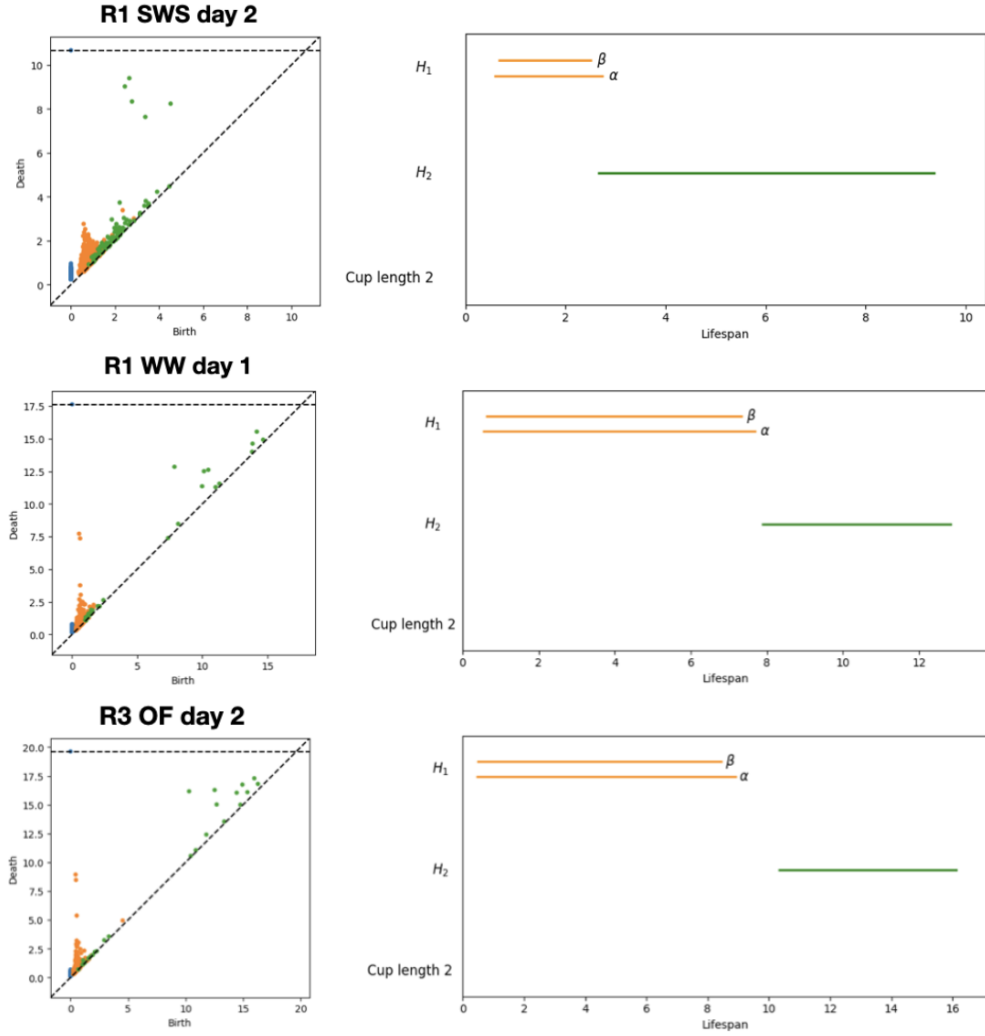 R1 SWS day 2
10
8
6
4
2
0
Death
0 2 4 6 8 10
Birth
H1
β
α
H2
Cup length 2
0 2 4 6 8 10
Lifespan
R1 WW day 1
17.5
15.0
12.5
10.0
7.5
5.0
2.5
0.0
Death
0 5 10 15
Birth
H1
β
α
H2
Cup length 2
0 2 4 6 8 10 12
Lifespan
R3 OF day 2
20.0
17.5
15.0
12.5
10.0
7.5
5.0
2.5
0.0
Death
0 5 10 15 20
Birth
H1
β
α
H2
Cup length 2
0 2 4 6 8 10 12 14 16
Lifespan